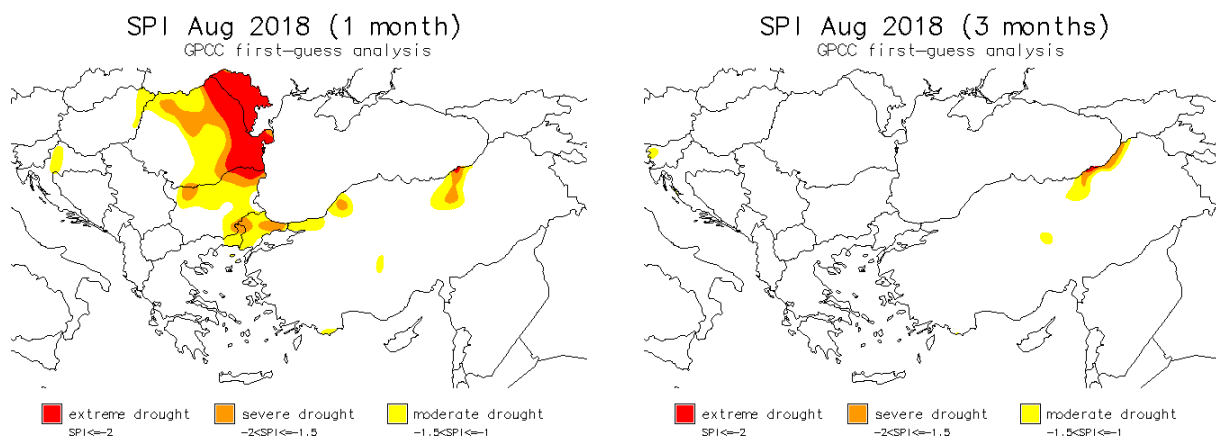 SPI Aug 2018 (1 month)
GPCC first-guess analysis
extreme drought
SPI<=-2
severe drought
-2<SPI<=-1.5
moderate drought
-1.5<SPI<=-1
SPI Aug 2018 (3 months)
GPCC first-guess analysis
extreme drought
SPI<=-2
severe drought
-2<SPI<=-1.5
moderate drought
-1.5<SPI<=-1